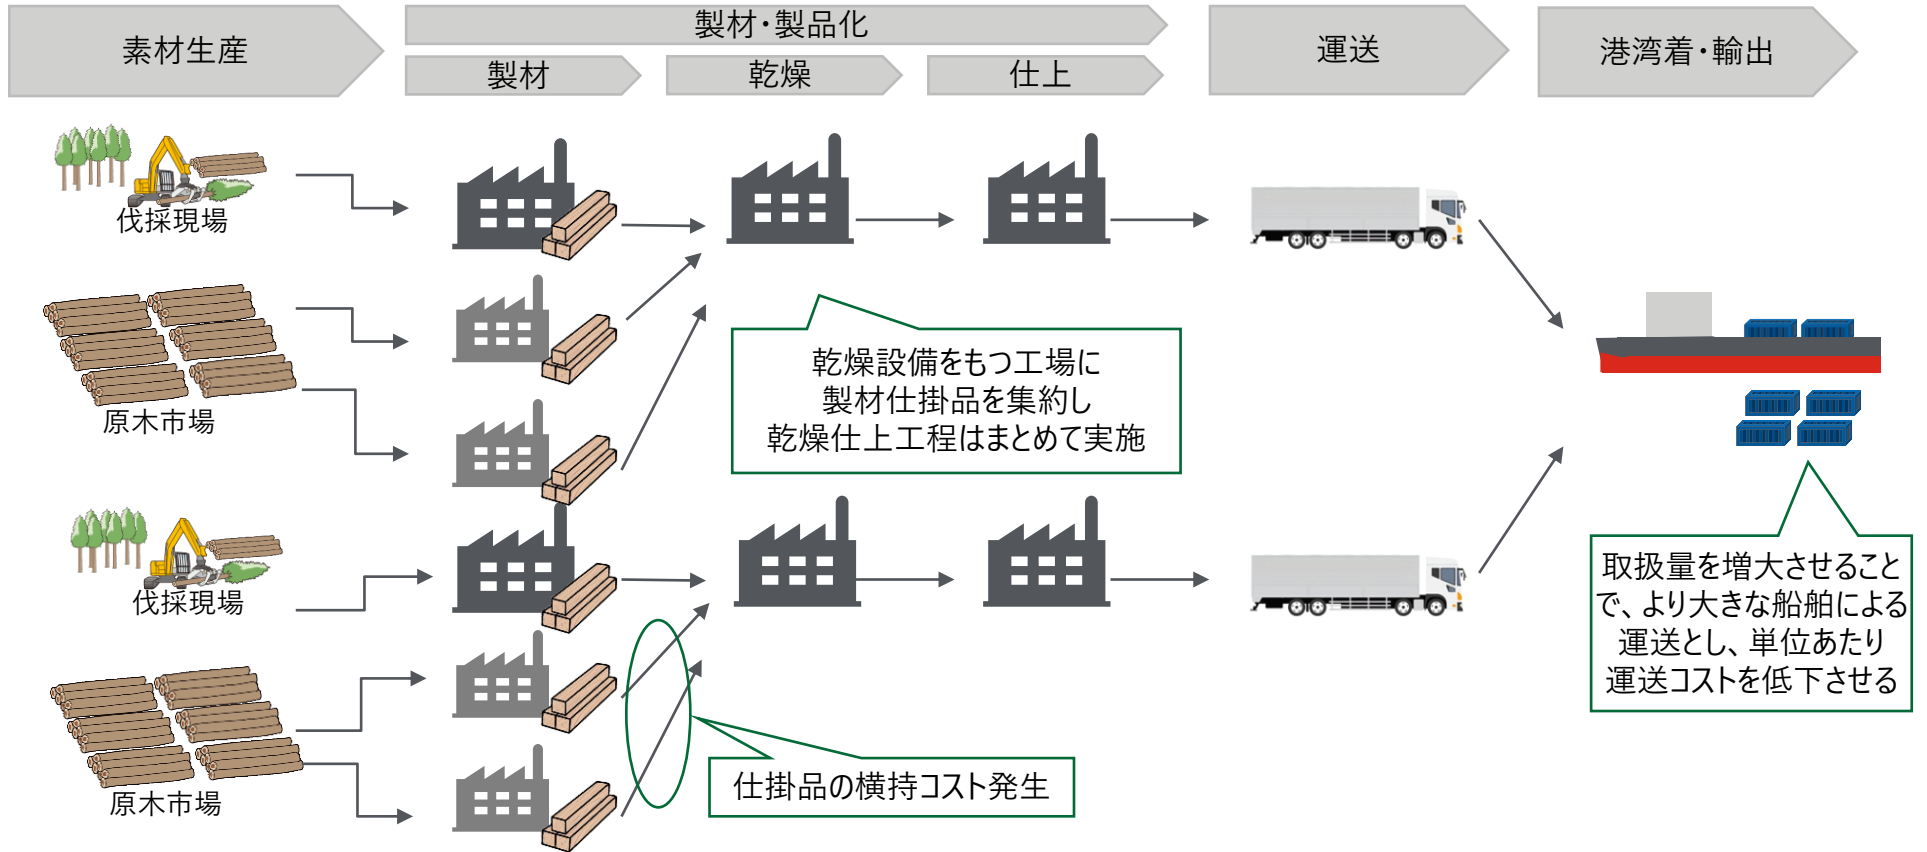 素材生産
製材・製品化
製材
乾燥
仕上
運送
港湾着・輸出
伐採現場
原木市場
乾燥設備をもつ工場に
製材仕掛品を集約し
乾燥仕上工程はまとめて実施
伐採現場
原木市場
仕掛品の横持コスト発生
取扱量を増大させること
で、より大きな船舶による
運送とし、単位あたり
運送コストを低下させる